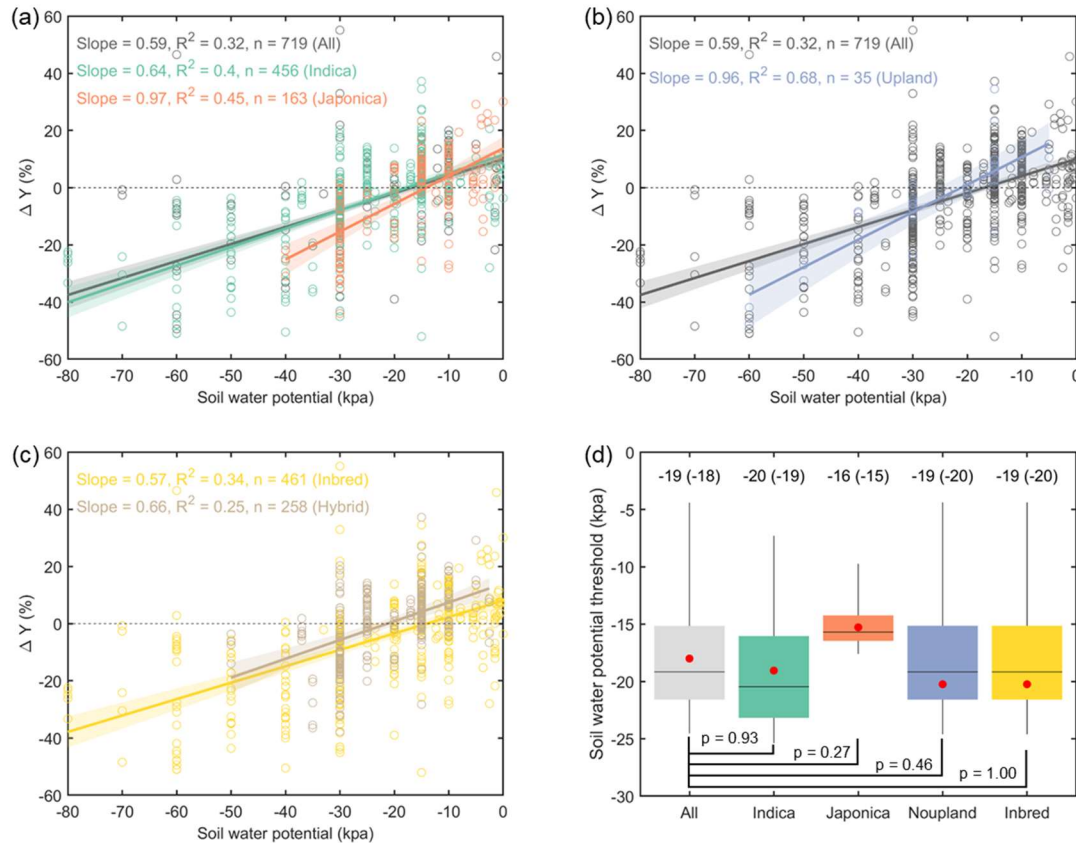 (a)
60
40
20
0
-20
-40
-60
Δ Y (%)
Slope = 0.59, R² = 0.32, n = 719 (All)
Slope = 0.64, R² = 0.4, n = 456 (Indica)
Slope = 0.97, R² = 0.45, n = 163 (Japonica)
-80 -70 -60 -50 -40 -30 -20 -10 0
Soil water potential (kpa)
(b)
60
40
20
0
-20
-40
-60
Δ Y (%)
Slope = 0.59, R² = 0.32, n = 719 (All)
Slope = 0.96, R² = 0.68, n = 35 (Upland)
-80 -70 -60 -50 -40 -30 -20 -10 0
Soil water potential (kpa)
(c)
60
40
20
0
-20
-40
-60
Δ Y (%)
Slope = 0.57, R² = 0.34, n = 461 (Inbred)
Slope = 0.66, R² = 0.25, n = 258 (Hybrid)
-80 -70 -60 -50 -40 -30 -20 -10 0
Soil water potential (kpa)
(d)
0
-5
-10
-15
-20
-25
-30
Soil water potential threshold (kpa)
-19 (-18) -20 (-19) -16 (-15) -19 (-20) -19 (-20)
p = 0.93
p = 0.27
p = 0.46
p = 1.00
All Indica Japonica Noupland Inbred